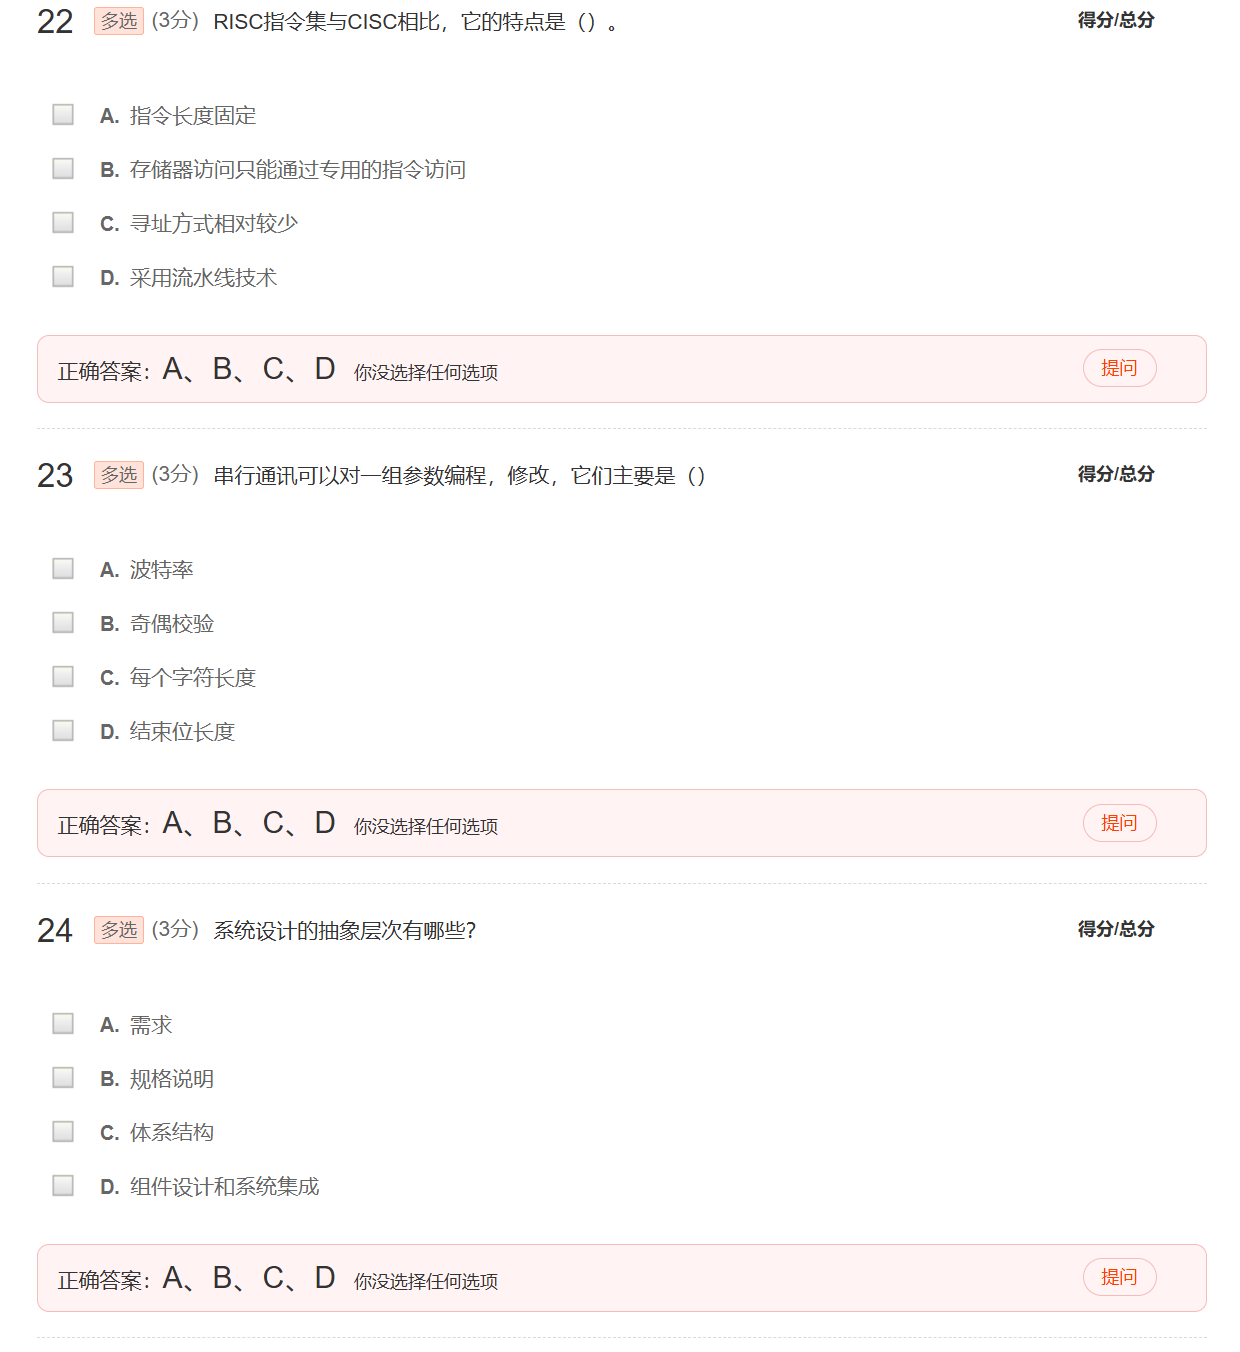 22 多选 (3分) RISC指令集与CISC相比，它的特点是（）。 得分/总分
A. 指令长度固定
B. 存储器访问只能通过专用的指令访问
C. 寻址方式相对较少
D. 采用流水线技术
正确答案：A、B、C、D 你没选择任何选项 提问
23 多选 (3分) 串行通讯可以对一组参数编程，修改，它们主要是（） 得分/总分
A. 波特率
B. 奇偶校验
C. 每个字符长度
D. 结束位长度
正确答案：A、B、C、D 你没选择任何选项 提问
24 多选 (3分) 系统设计的抽象层次有哪些？ 得分/总分
A. 需求
B. 规格说明
C. 体系结构
D. 组件设计和系统集成
正确答案：A、B、C、D 你没选择任何选项 提问